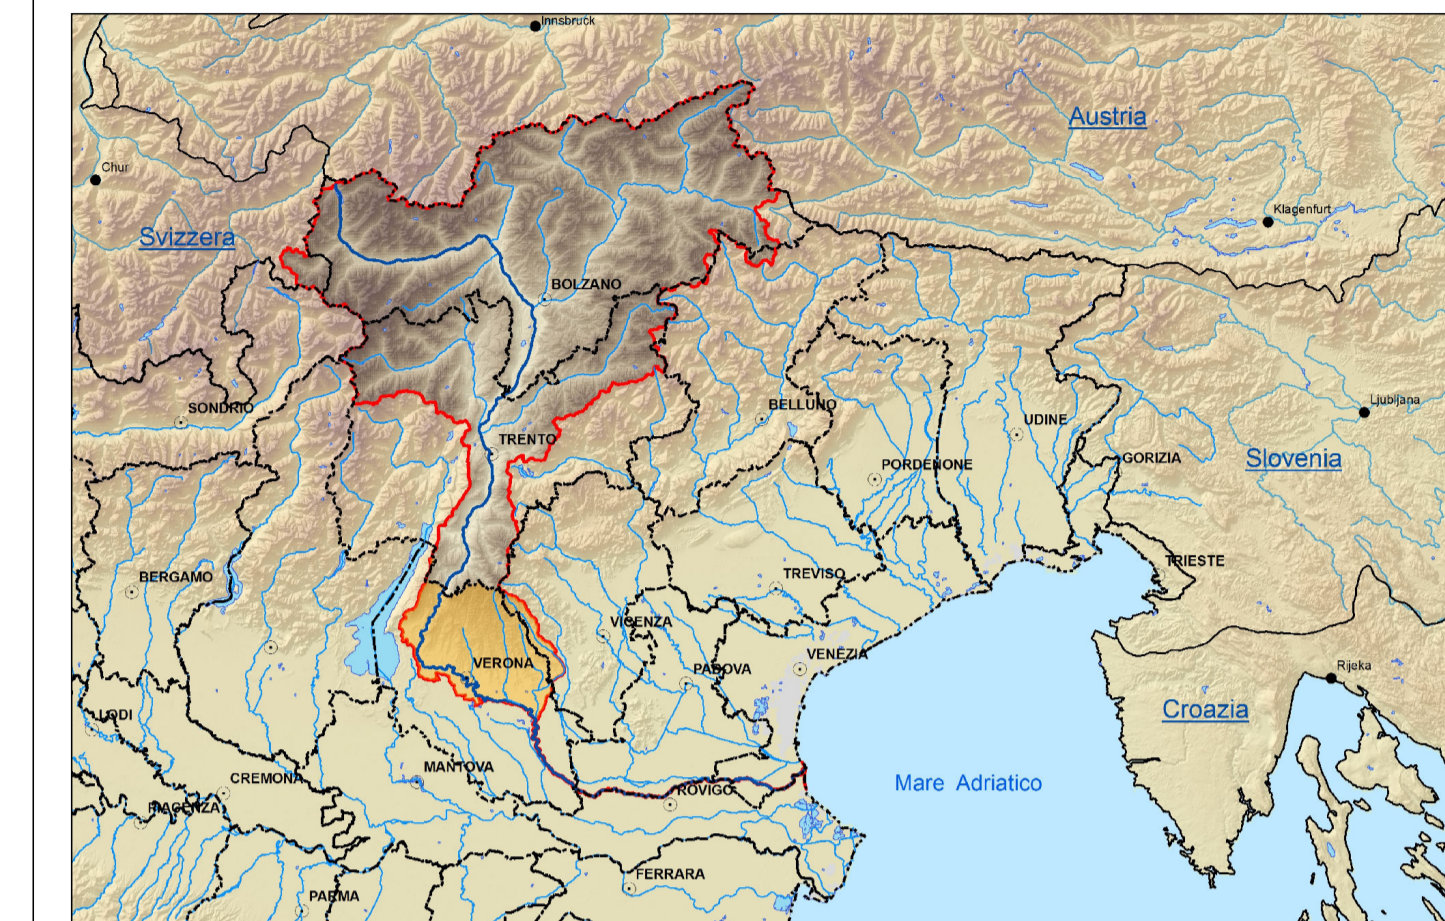 Innsbruck
Austria
Chur
Klagenfurt
Svizzera
BOLZANO
Ljubljana
SONDRIO
BELLUNO
UDINE
TRENTO
GORIZIA
Slovenia
PORDENONE
TRIESTE
BERGAMO
TREVISO
VICENZA
VENEZIA
VERONA
PADOVA
Rijeka
LODI
Croazia
MANTOVA
CREMONA
Mare Adriatico
ROVIGO
PIACENZA
FERRARA
PARMA